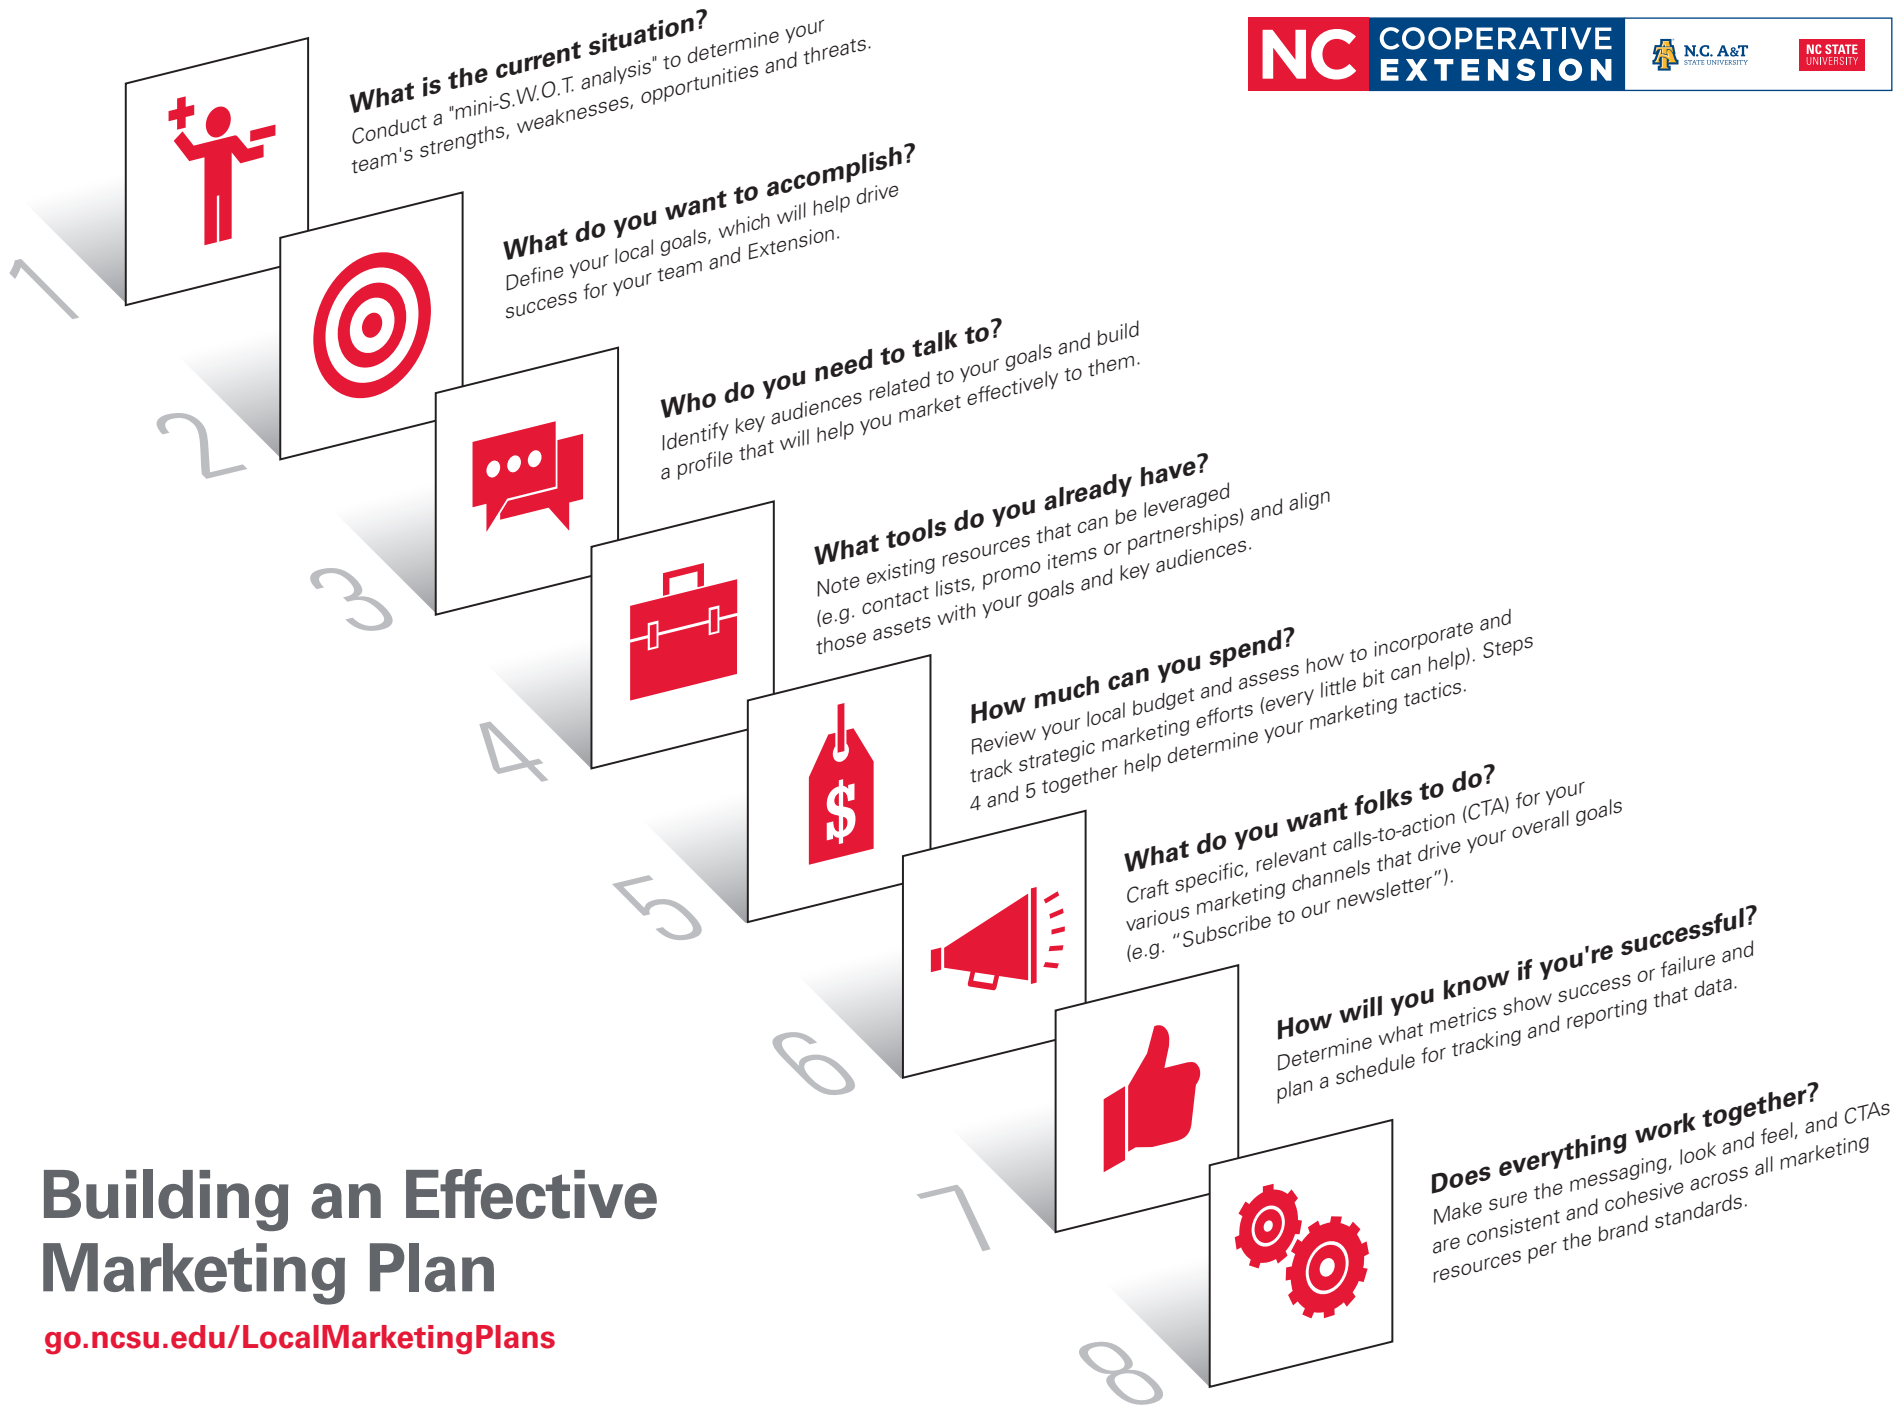 NC COOPERATIVE
EXTENSION
N.C. A&T
STATE UNIVERSITY
NC STATE
UNIVERSITY
1
What is the current situation?
Conduct a "mini-S.W.O.T. analysis" to determine your
team's strengths, weaknesses, opportunities and threats.
2
What do you want to accomplish?
Define your local goals, which will help drive
success for your team and Extension.
3
Who do you need to talk to?
Identify key audiences related to your goals and build
a profile that will help you market effectively to them.
4
What tools do you already have?
Note existing resources that can be leveraged
(e.g. contact lists, promo items or partnerships) and align
those assets with your goals and key audiences.
5
$
How much can you spend?
Review your local budget and assess how to incorporate and
track strategic marketing efforts (every little bit can help). Steps
4 and 5 together help determine your marketing tactics.
6
What do you want folks to do?
Craft specific, relevant calls-to-action (CTA) for your
various marketing channels that drive your overall goals
(e.g. “Subscribe to our newsletter”).
7
How will you know if you're successful?
Determine what metrics show success or failure and
plan a schedule for tracking and reporting that data.
8
Does everything work together?
Make sure the messaging, look and feel, and CTAs
are consistent and cohesive across all marketing
resources per the brand standards.
Building an Effective
Marketing Plan
go.ncsu.edu/LocalMarketingPlans